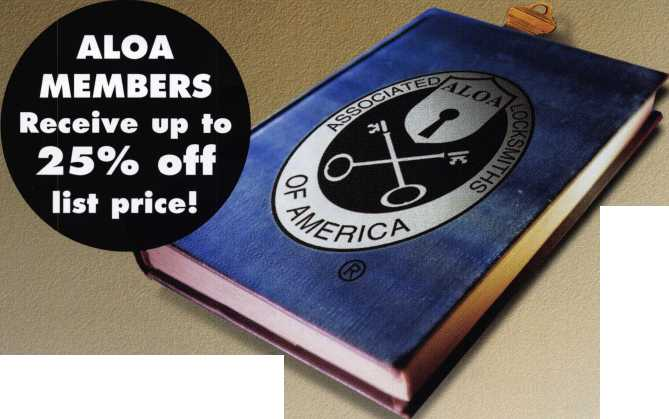 ALOA
MEMBERS
Receive up to
25% off
list price!
ASSOCIATED
LOCKSMITHS
OF AMERICA
ALOA
®